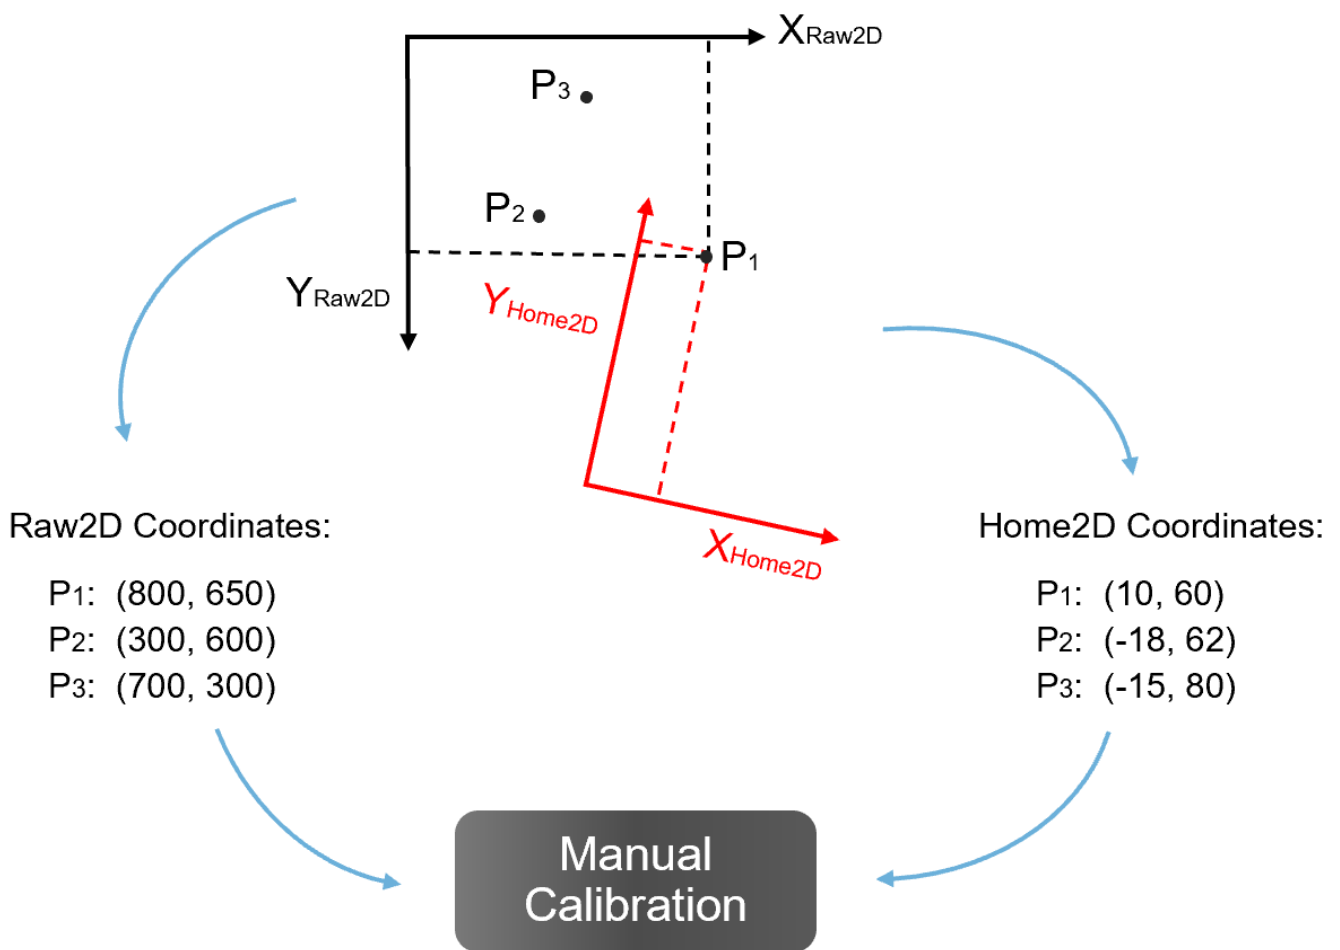 XRaw2D
P3
P2
P1
YRaw2D
YHome2D
XHome2D
Raw2D Coordinates:
P1: (800, 650)
P2: (300, 600)
P3: (700, 300)
Home2D Coordinates:
P1: (10, 60)
P2: (-18, 62)
P3: (-15, 80)
Manual
Calibration